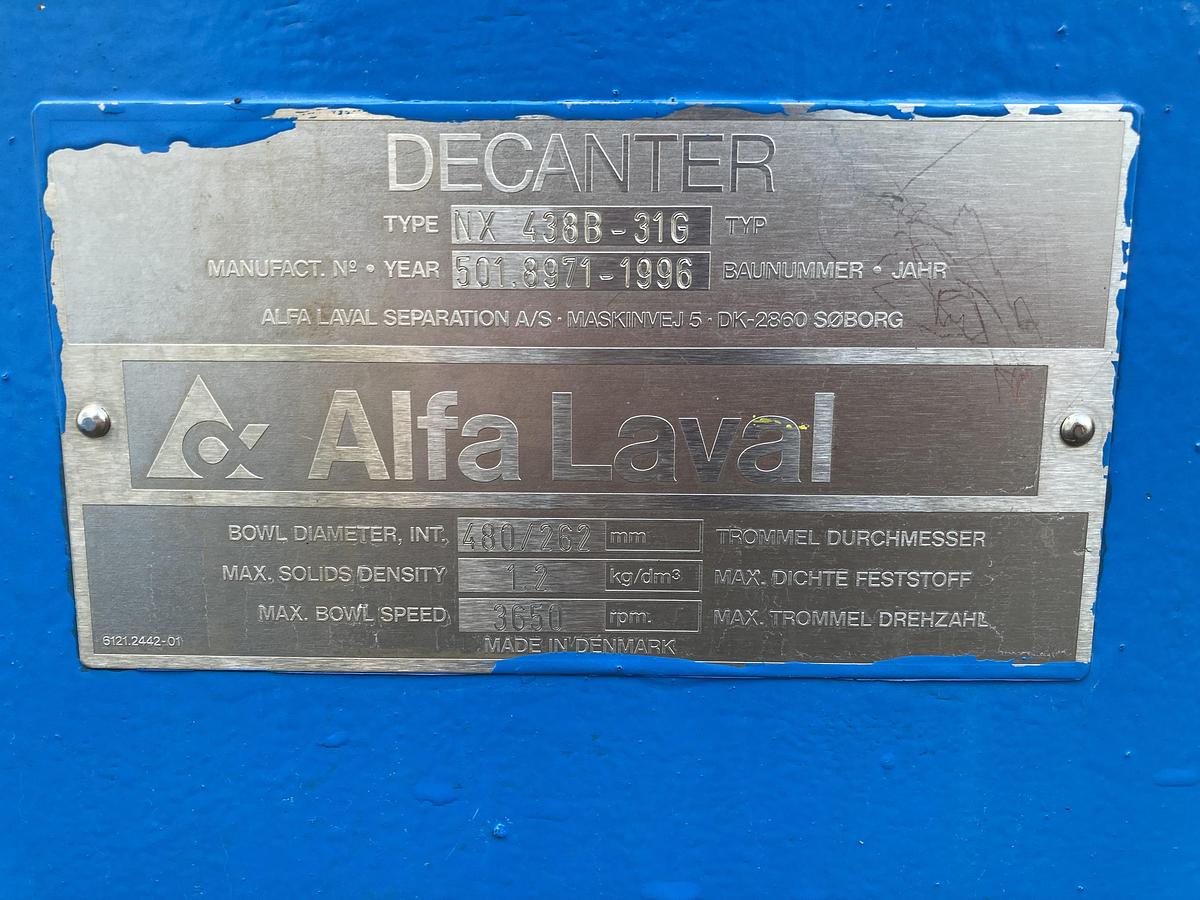 DECANTER
TYPE NX 438B-31G TYP
MANUFACT. Nº • YEAR 501.8971-1996 BAUNUMMER • JAHR
ALFA LAVAL SEPARATION A/S · MASKINVEJ 5 · DK-2860 SØBORG
Alfa Laval
BOWL DIAMETER, INT. 480/262 mm TROMMEL DURCHMESSER
MAX. SOLIDS DENSITY 1.2 kg/dm³ MAX. DICHTE FESTSTOFF
MAX. BOWL SPEED 3650 rpm. MAX. TROMMEL DREHZAHL
6121.2442-01 MADE IN DENMARK